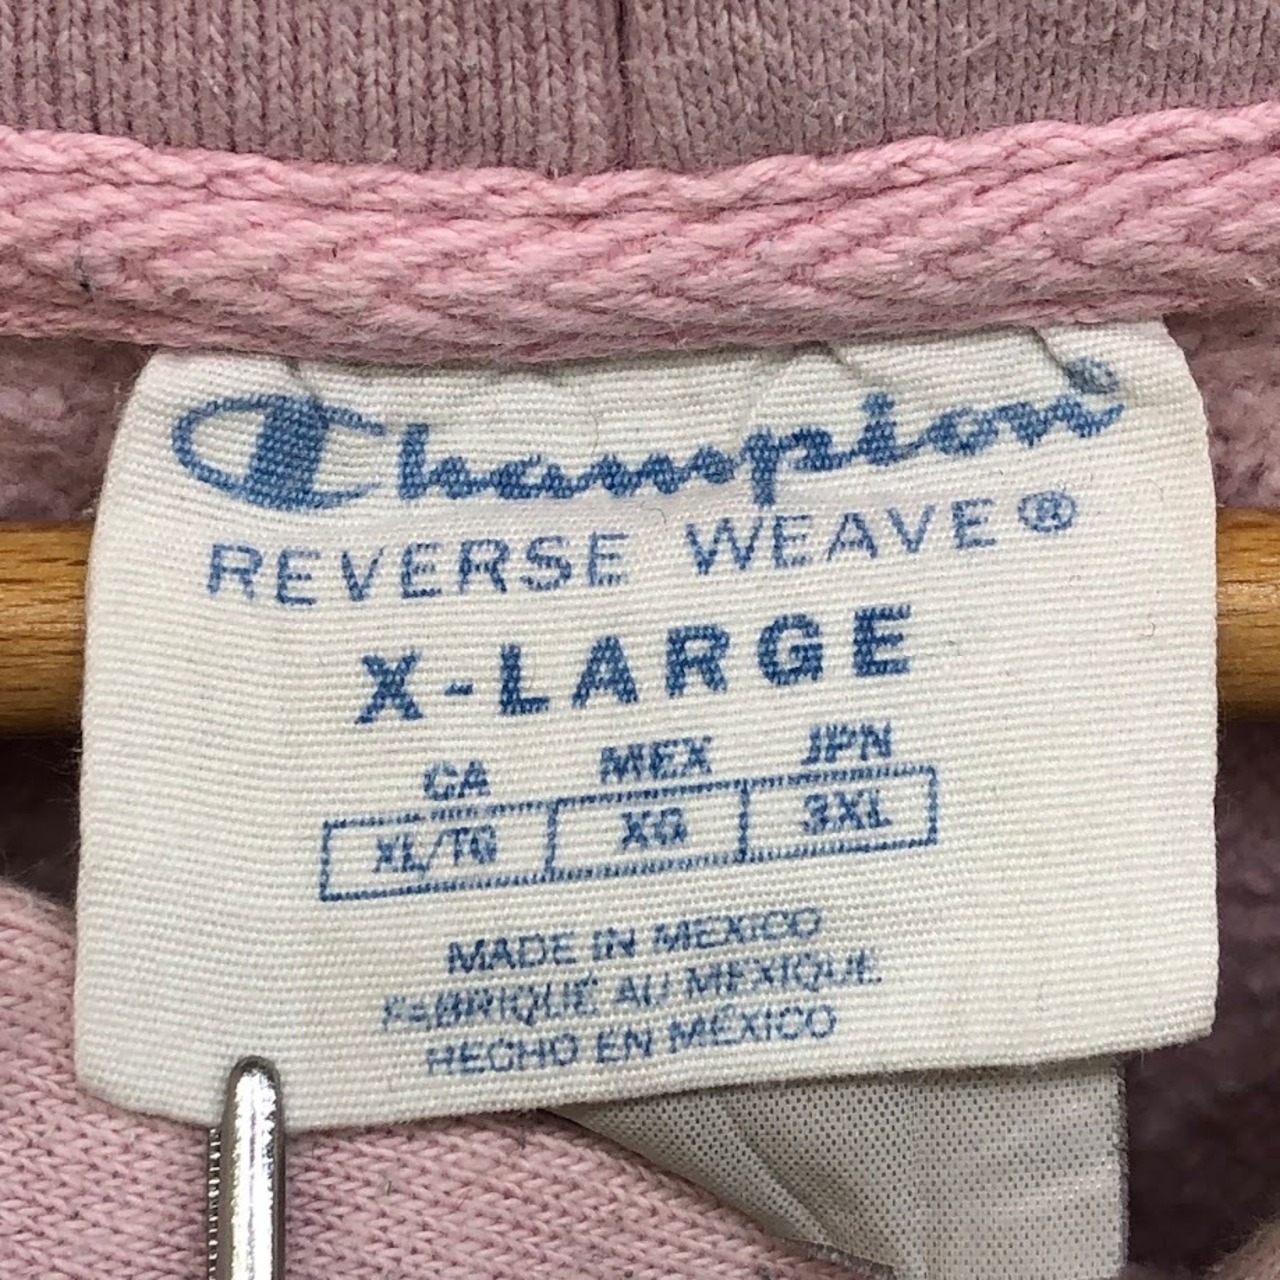 Champion®
REVERSE WEAVE®
X-LARGE
CA MEX JPN
XL/TG XG 3XL
MADE IN MEXICO
FABRIQUÉ AU MEXIQUE
HECHO EN MÉXICO